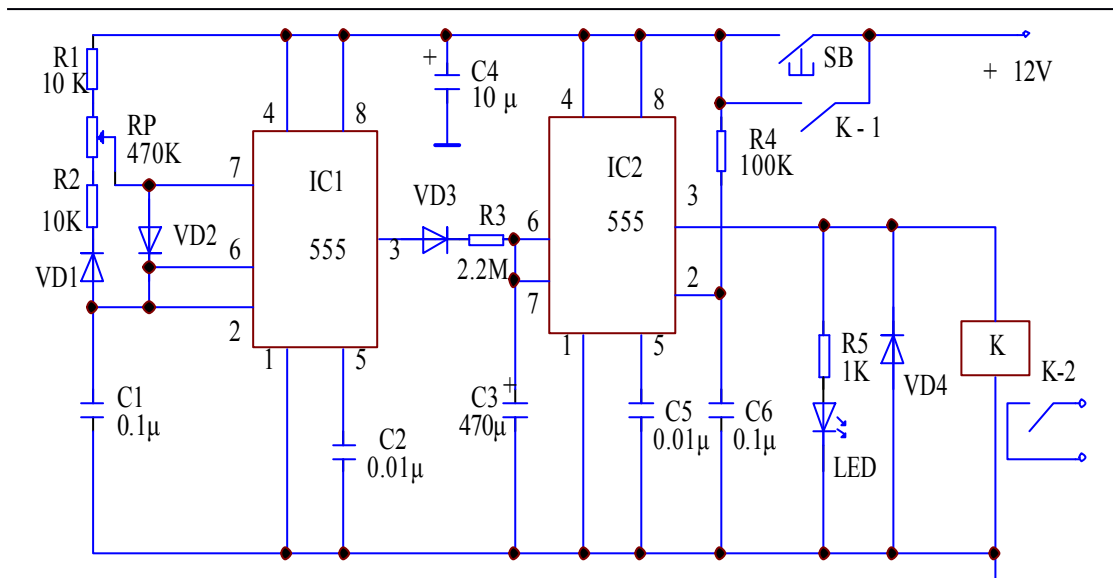 R1
10 K
RP
470K
R2
10K
VD1
VD2
4
8
7
6
2
1
5
3
IC1
555
C1
0.1μ
C2
0.01μ
+
C4
10 μ
VD3
R3
2.2M
6
7
4
8
IC2
555
3
2
1
5
+
C3
470μ
C5
0.01μ
C6
0.1μ
R4
100K
SB
K - 1
+ 12V
R5
1K
LED
VD4
K
K-2